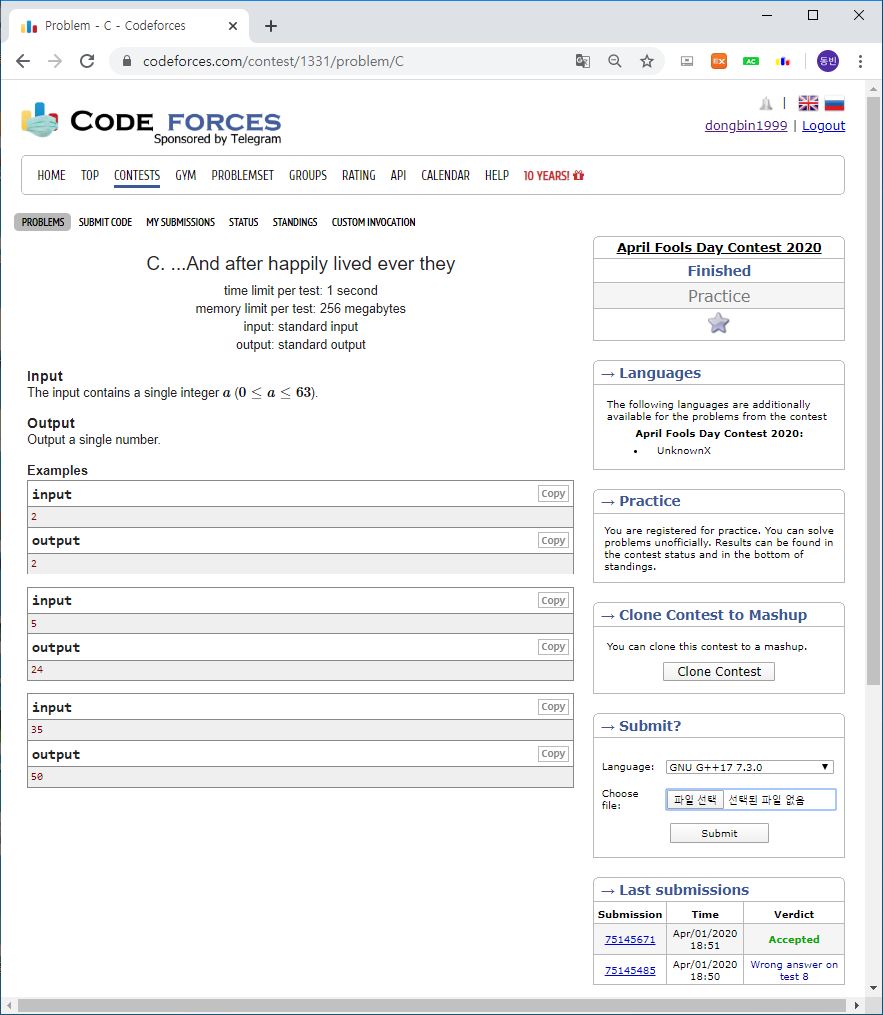 Problem - C - Codeforces
codeforces.com/contest/1331/problem/C
EX
AC
동빈
CODE FORCES
Sponsored by Telegram
|
dongbin1999 | Logout
HOME TOP CONTESTS GYM PROBLEMSET GROUPS RATING API CALENDAR HELP 10 YEARS!
PROBLEMS SUBMIT CODE MY SUBMISSIONS STATUS STANDINGS CUSTOM INVOCATION
C. ...And after happily lived ever they
time limit per test: 1 second
memory limit per test: 256 megabytes
input: standard input
output: standard output
Input
The input contains a single integer a (0 ≤ a ≤ 63).
Output
Output a single number.
Examples
input Copy
2
output Copy
2
input Copy
5
output Copy
24
input Copy
35
output Copy
50
April Fools Day Contest 2020
Finished
Practice
→ Languages
The following languages are additionally
available for the problems from the contest
April Fools Day Contest 2020:
• UnknownX
→ Practice
You are registered for practice. You can solve
problems unofficially. Results can be found in
the contest status and in the bottom of
standings.
→ Clone Contest to Mashup
You can clone this contest to a mashup.
Clone Contest
→ Submit?
Language: GNU G++17 7.3.0
Choose
file: 파일 선택 선택된 파일 없음
Submit
→ Last submissions
Submission Time Verdict
75145671 Apr/01/2020
18:51 Accepted
75145485 Apr/01/2020
18:50 Wrong answer on
test 8